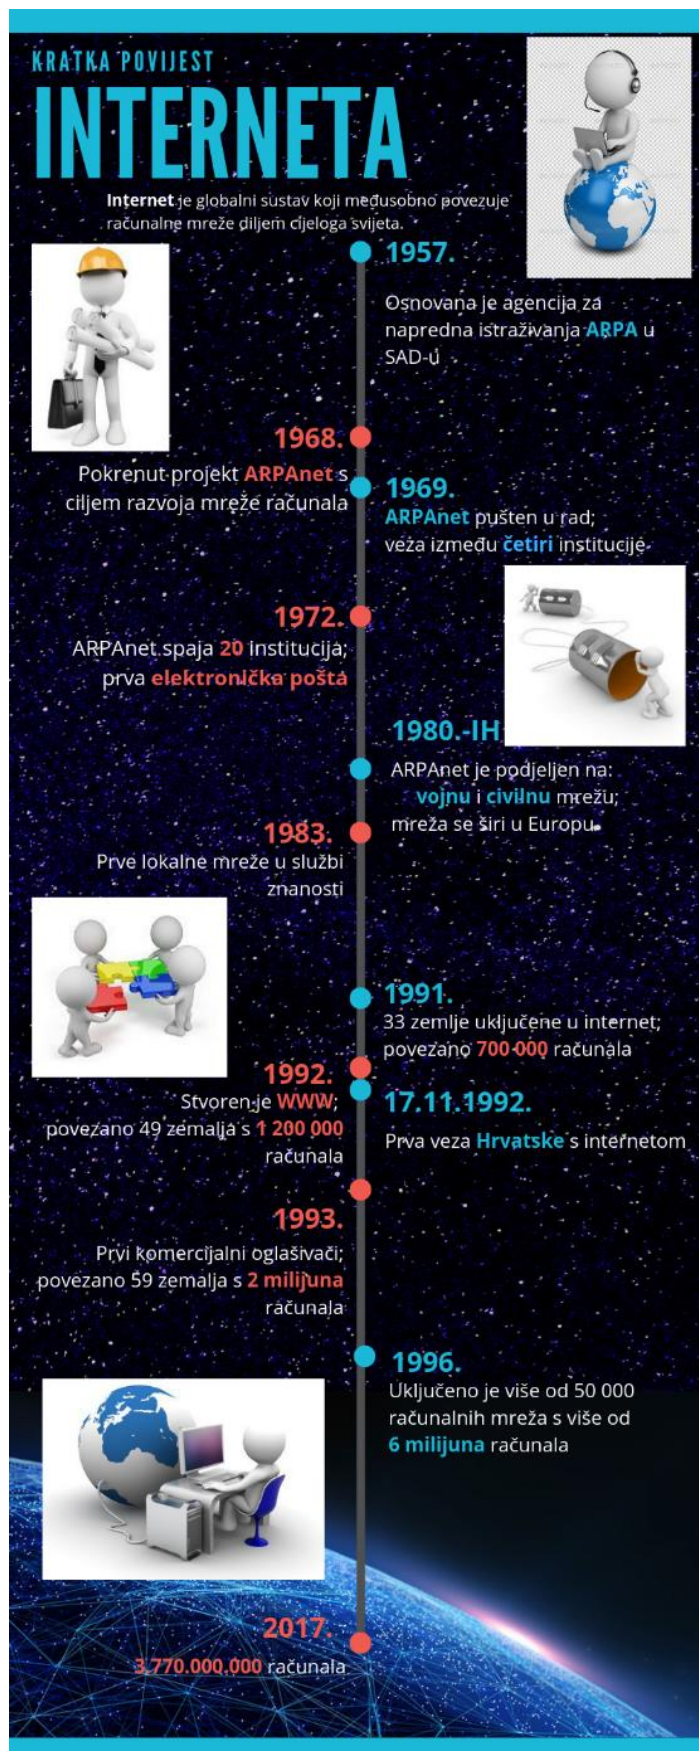 KRATKA POVIJEST
INTERNETA
Internet je globalni sustav koji međusobno povezuje
računalne mreže diljem cijeloga svijeta.
1957.
Osnovana je agencija za
napredna istraživanja ARPA u
SAD-u
1968.
Pokrenut projekt ARPAnet s
ciljem razvoja mreže računala
1969.
ARPAnet pušten u rad;
veza između četiri institucije
1972.
ARPAnet spaja 20 institucija;
prva elektronička pošta
1980.-IH
ARPAnet je podjeljen na:
vojnu i civilnu mrežu;
mreža se širi u Europu.
1983.
Prve lokalne mreže u službi
znanosti
1991.
33 zemlje uključene u internet;
povezano 700 000 računala
1992.
Stvoren je WWW;
povezano 49 zemalja s 1 200 000
računala
17.11.1992.
Prva veza Hrvatske s internetom
1993.
Prvi komercijalni oglašivači;
povezano 59 zemalja s 2 milijuna
računala
1996.
Uključeno je više od 50 000
računalnih mreža s više od
6 milijuna računala
2017.
3.770.000.000 računala